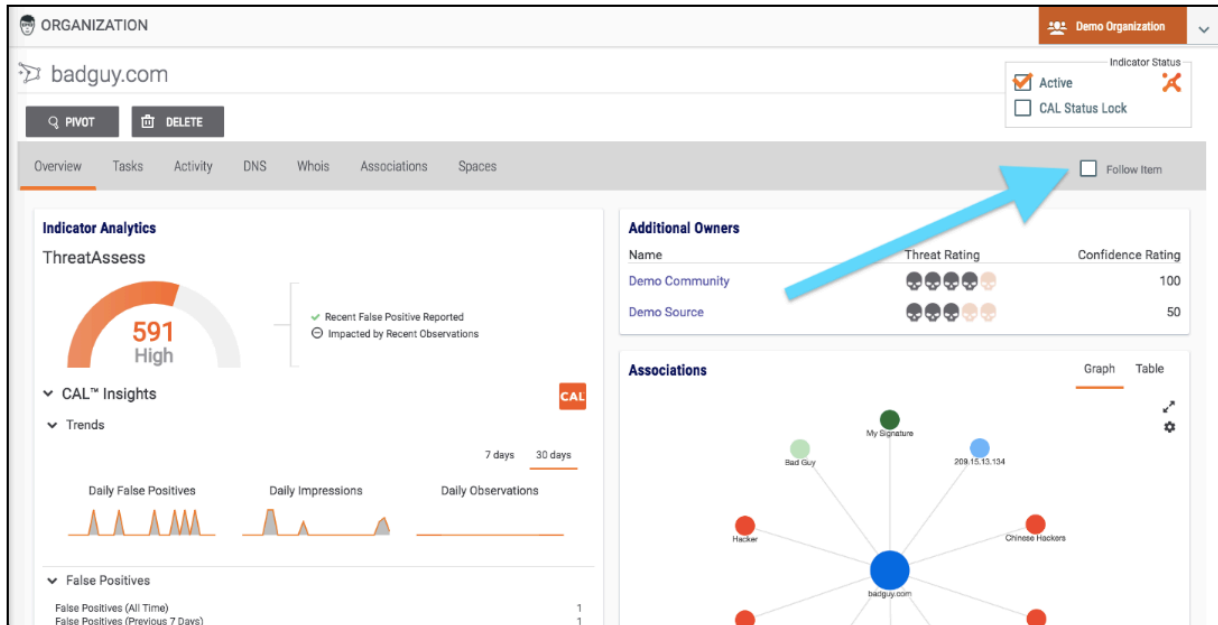 ORGANIZATION
Demo Organization
badguy.com
Indicator Status
Active
CAL Status Lock
PIVOT
DELETE
Overview Tasks Activity DNS Whois Associations Spaces
Follow Item
Indicator Analytics
ThreatAssess
591
High
Recent False Positive Reported
Impacted by Recent Observations
CAL™ Insights
CAL
Trends
7 days 30 days
Daily False Positives Daily Impressions Daily Observations
False Positives
False Positives (All Time) 1
False Positives (Previous 7 Days) 1
Additional Owners
Name Threat Rating Confidence Rating
Demo Community 100
Demo Source 50
Associations
Graph Table
My Signature
Bad Guy
209.15.13.134
Hacker
Chinese Hackers
badguy.com